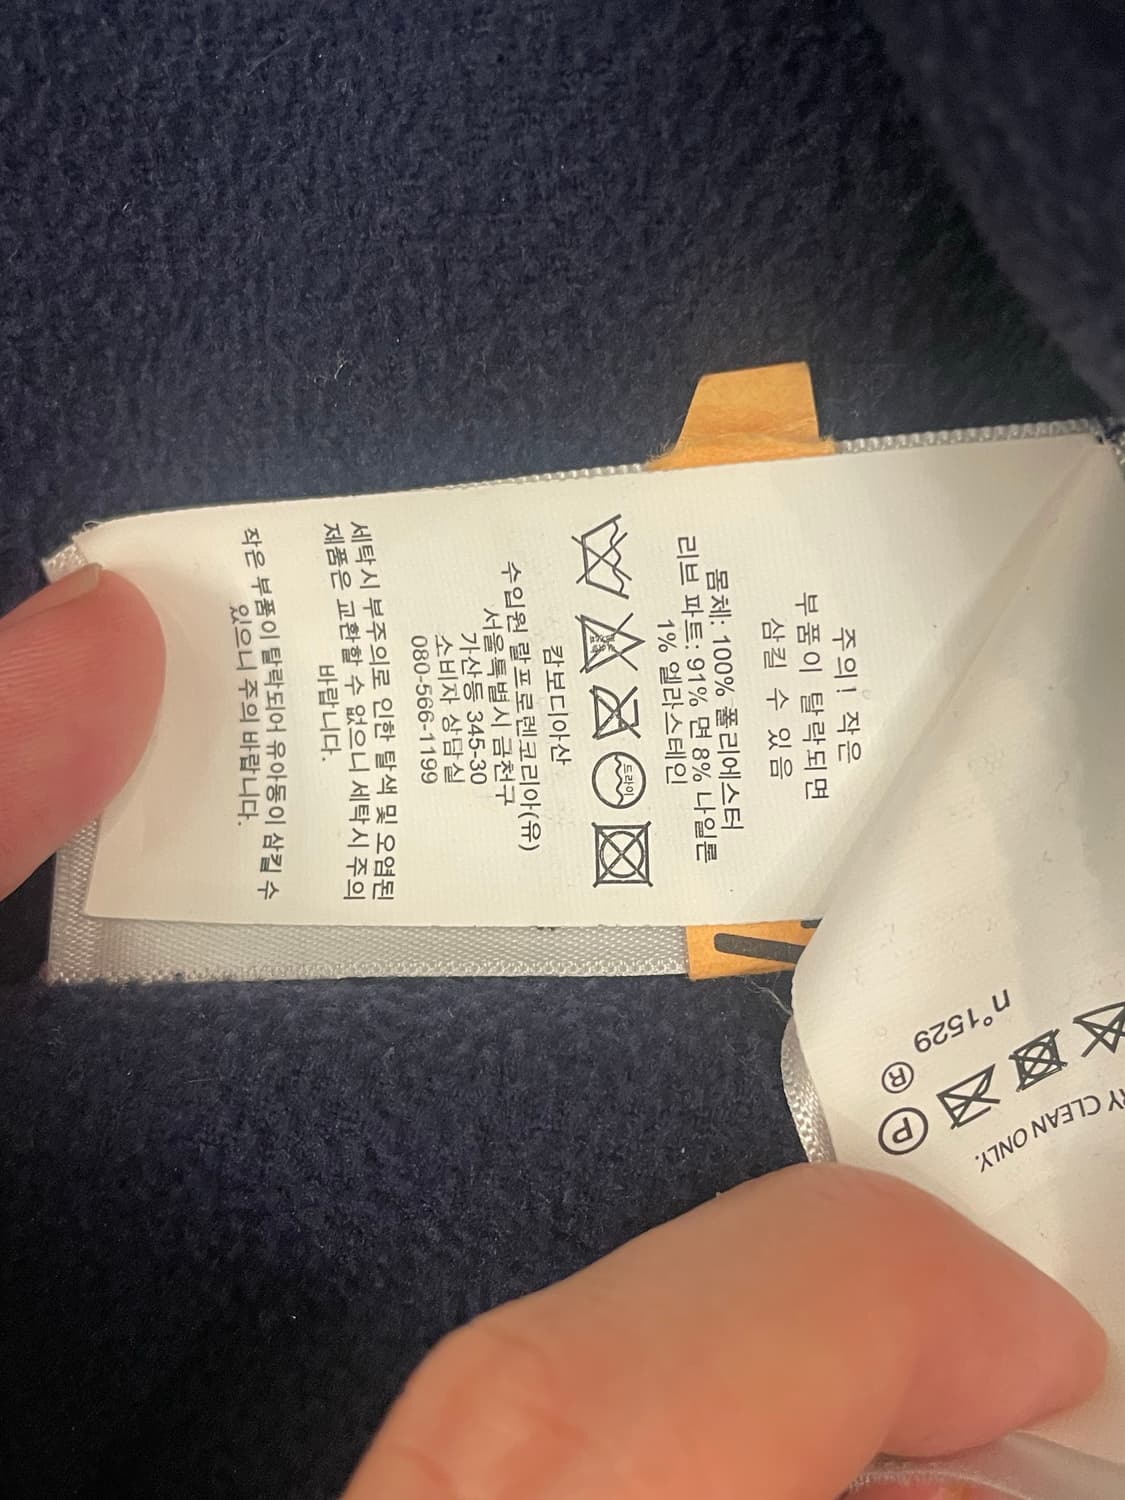 주의! 작은
부품이 탈락되면
삼킬 수 있음
몸체: 100% 폴리에스터
리브 파트: 91% 면 8% 나일론
1% 엘라스테인
드라이
캄보디아산
수입원 랄프로렌코리아(유)
서울특별시 금천구
가산동 345-30
소비자 상담실
080-566-1199
세탁시 부주의로 인한 탈색 및 오염된
제품은 교환할 수 없으니 세탁시 주의
바랍니다.
작은 부품이 탈락되어 유아동이 삼킬 수
있으니 주의 바랍니다.
CLEAN ONLY.
P
R
n°1529